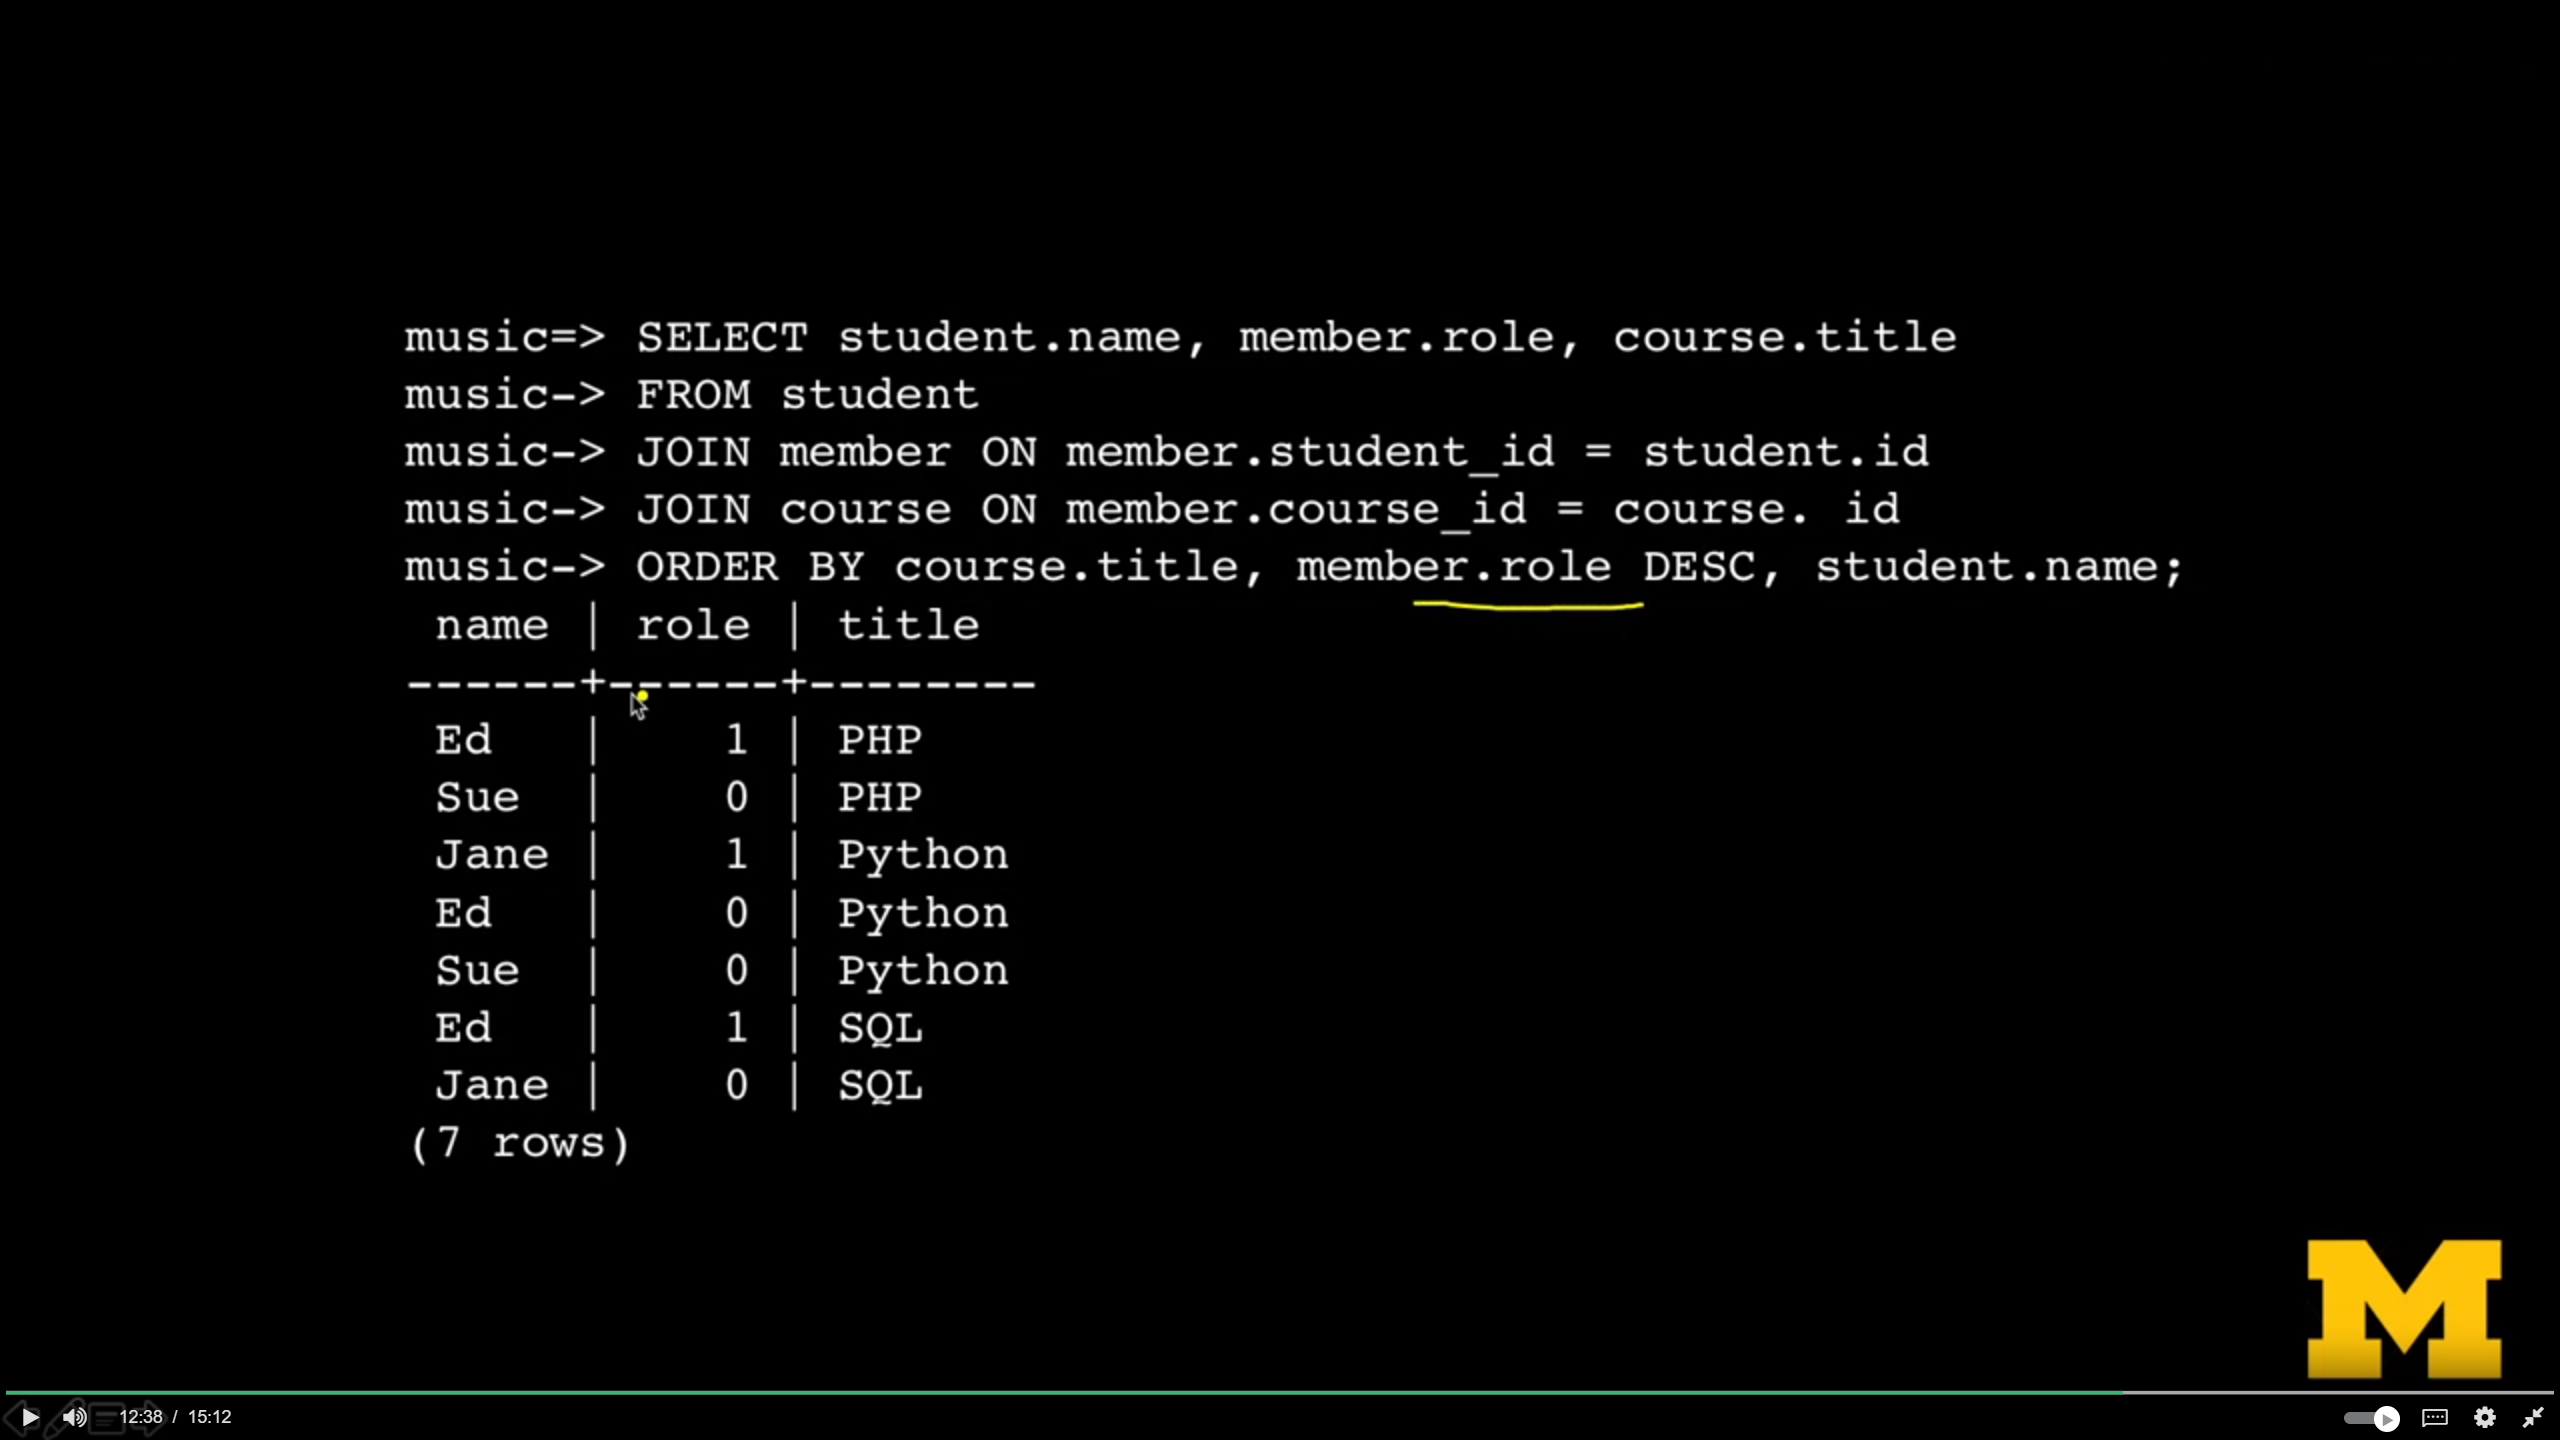 music=> SELECT student.name, member.role, course.title
music-> FROM student
music-> JOIN member ON member.student_id = student.id
music-> JOIN course ON member.course_id = course. id
music-> ORDER BY course.title, member.role DESC, student.name;
 name | role | title
------+------+--------
 Ed   |    1 | PHP
 Sue  |    0 | PHP
 Jane |    1 | Python
 Ed   |    0 | Python
 Sue  |    0 | Python
 Ed   |    1 | SQL
 Jane |    0 | SQL
(7 rows)
M
12:38 / 15:12